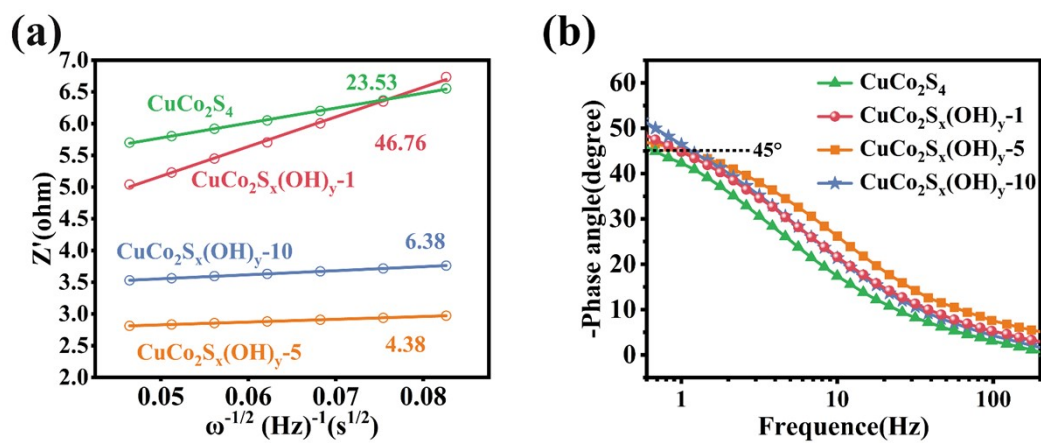 (a)
7.0
6.5
6.0
5.5
5.0
4.5
4.0
3.5
3.0
2.5
2.0
Z'(ohm)
CuCo₂S₄
23.53
46.76
CuCo₂Sₓ(OH)ᵧ-1
CuCo₂Sₓ(OH)ᵧ-10
6.38
CuCo₂Sₓ(OH)ᵧ-5
4.38
0.05 0.06 0.07 0.08
ω⁻¹/² (Hz)⁻¹(s¹/²)
(b)
50
40
30
20
10
0
-Phase angle(degree)
45°
CuCo₂S₄
CuCo₂Sₓ(OH)ᵧ-1
CuCo₂Sₓ(OH)ᵧ-5
CuCo₂Sₓ(OH)ᵧ-10
1 10 100
Frequence(Hz)